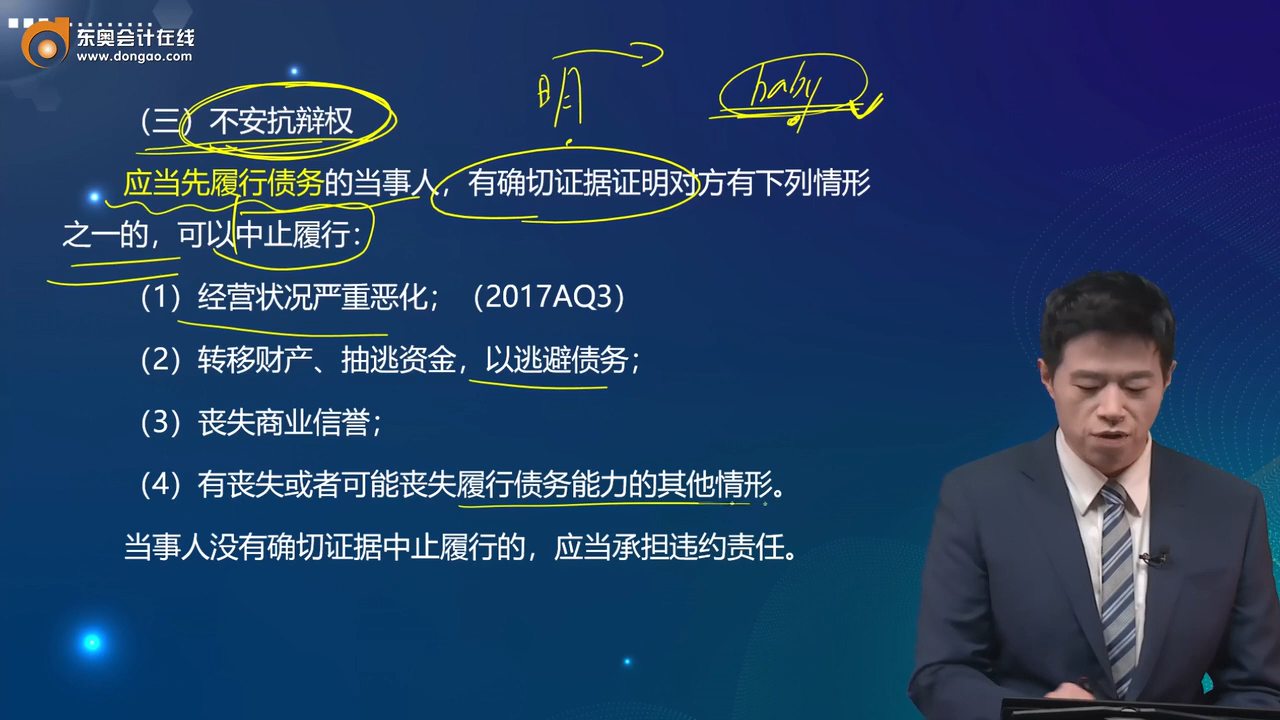 东奥会计在线
www.dongao.com
明
baby
（三）不安抗辩权
应当先履行债务的当事人，有确切证据证明对方有下列情形
之一的，可以中止履行：
（1）经营状况严重恶化；（2017AQ3）
（2）转移财产、抽逃资金，以逃避债务；
（3）丧失商业信誉；
（4）有丧失或者可能丧失履行债务能力的其他情形。
当事人没有确切证据中止履行的，应当承担违约责任。